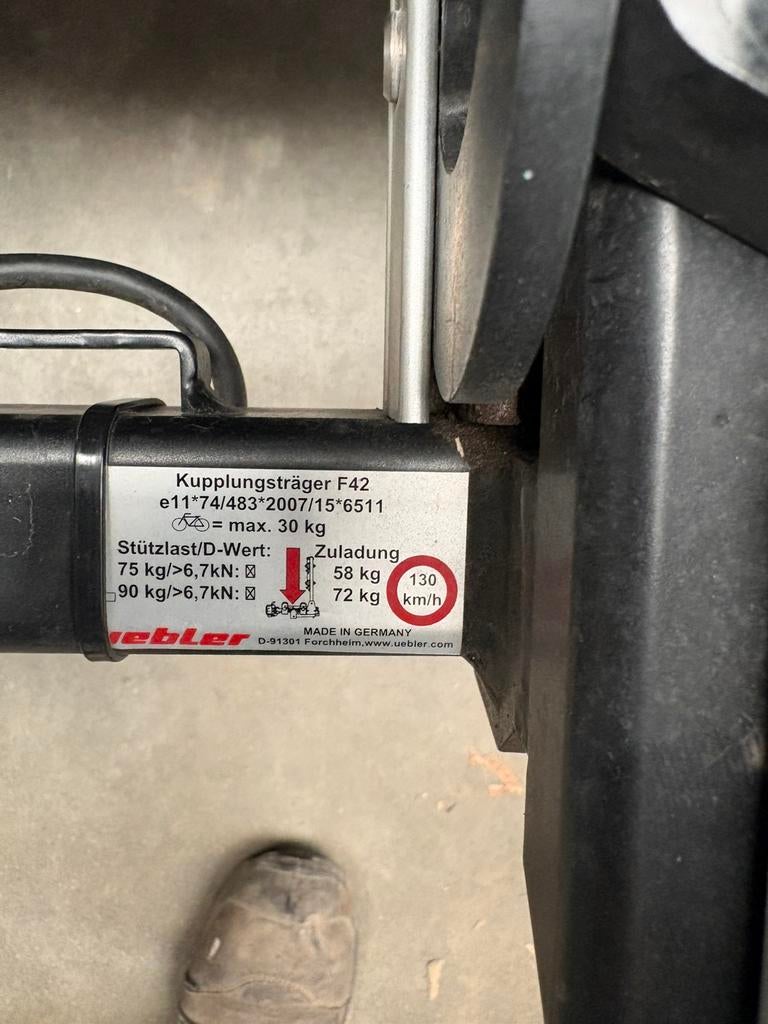 Kupplungsträger F42
e11*74/483*2007/15*6511
= max. 30 kg
Stützlast/D-Wert: Zuladung
75 kg/>6,7kN: 58 kg
90 kg/>6,7kN: 72 kg
130
km/h
uebler
MADE IN GERMANY
D-91301 Forchheim,www.uebler.com